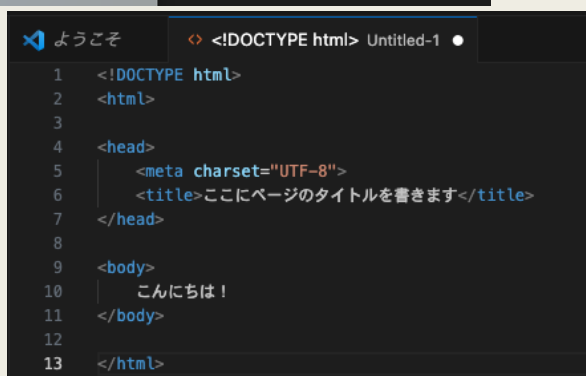 ようこそ <> <!DOCTYPE html> Untitled-1 ●
1 <!DOCTYPE html>
2 <html>
3
4 <head>
5 <meta charset="UTF-8">
6 <title>ここにページのタイトルを書きます</title>
7 </head>
8
9 <body>
10 こんにちは！
11 </body>
12
13 </html>